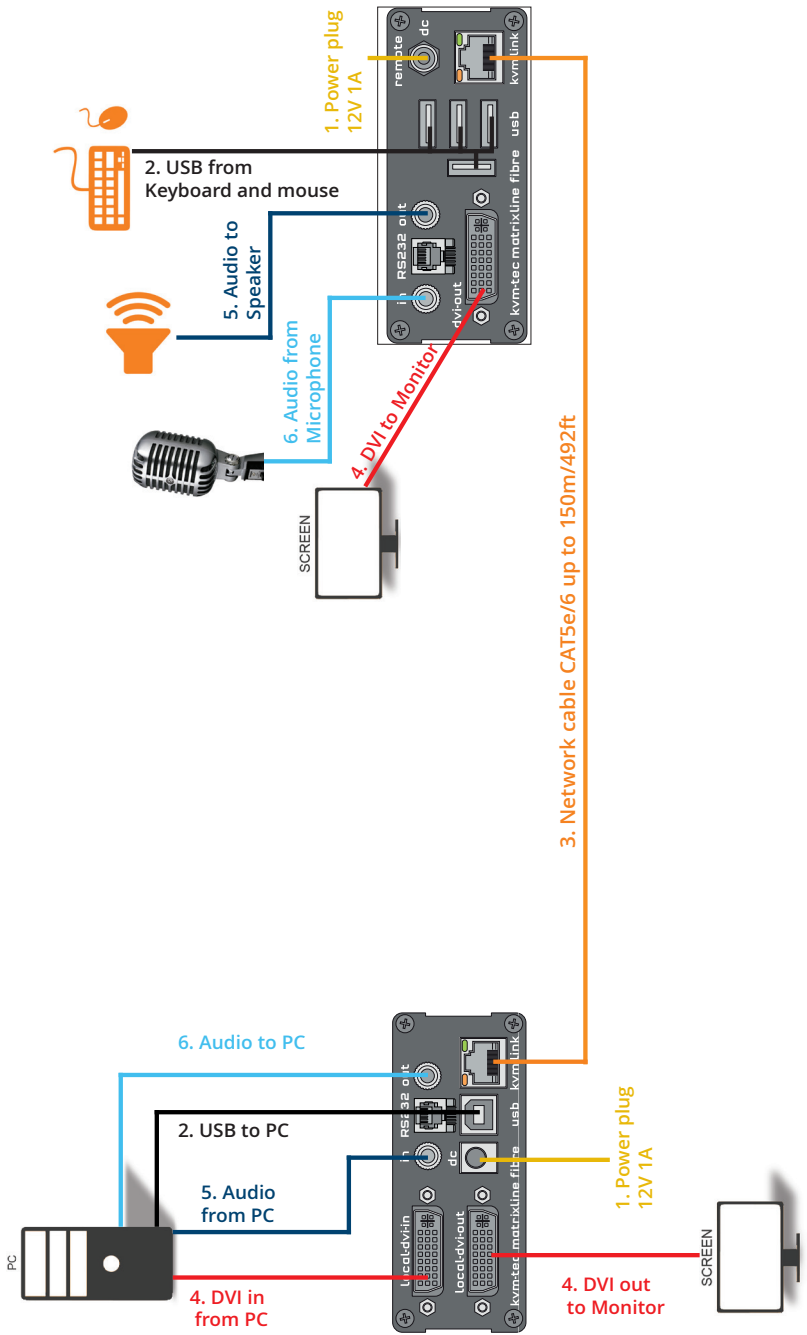 remote
dc
kvm-link
usb
kvm-tec matrixline fibre
in RS232 out
dvi-out
1. Power plug
12V 1A
2. USB from
Keyboard and mouse
5. Audio to
Speaker
6. Audio from
Microphone
4. DVI to Monitor
SCREEN
3. Network cable CAT5e/6 up to 150m/492ft
PC
6. Audio to PC
2. USB to PC
5. Audio
from PC
4. DVI in
from PC
in RS232 out
dc
usb
kvm link
local-dvi-in
local-dvi-out
kvm-tec matrixline fibre
1. Power plug
12V 1A
4. DVI out
to Monitor
SCREEN